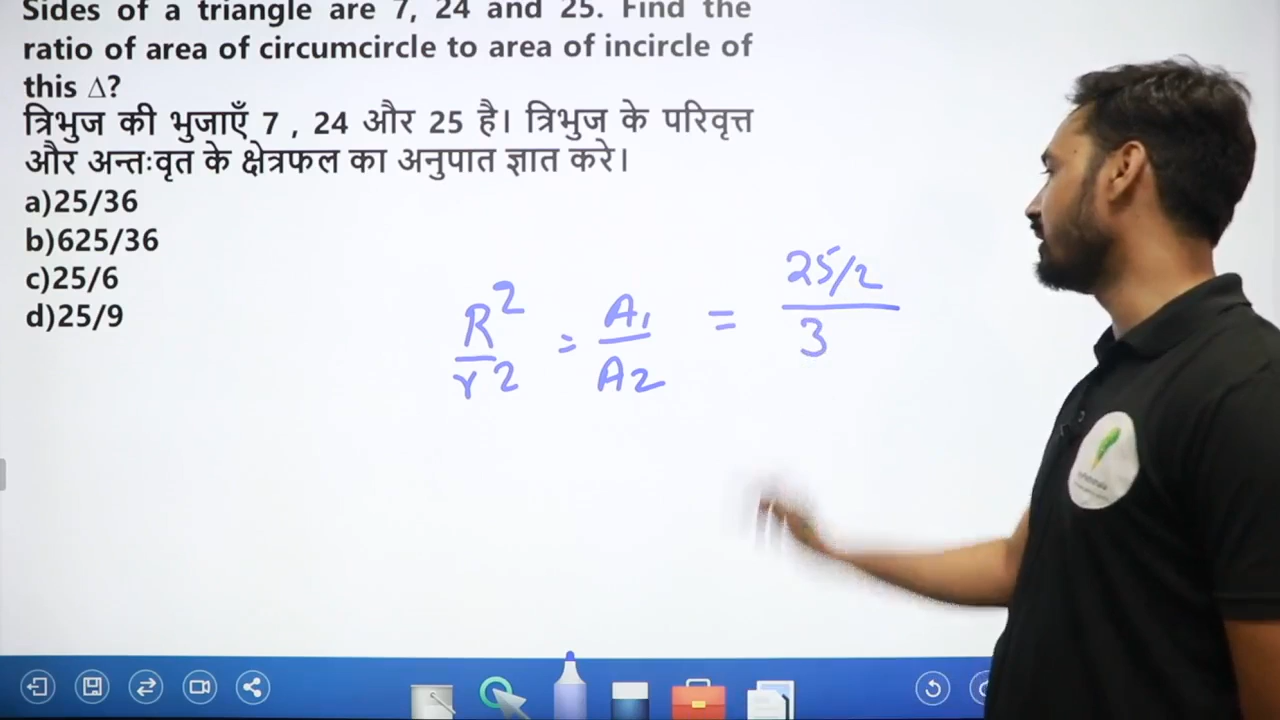 Sides of a triangle are 7, 24 and 25. Find the
ratio of area of circumcircle to area of incircle of
this Δ?
त्रिभुज की भुजाएँ 7 , 24 और 25 है। त्रिभुज के परिवृत्त
और अन्तःवृत के क्षेत्रफल का अनुपात ज्ञात करे।
a)25/36
b)625/36
c)25/6
d)25/9
R²/r² = A₁/A2 = (25/2)/3